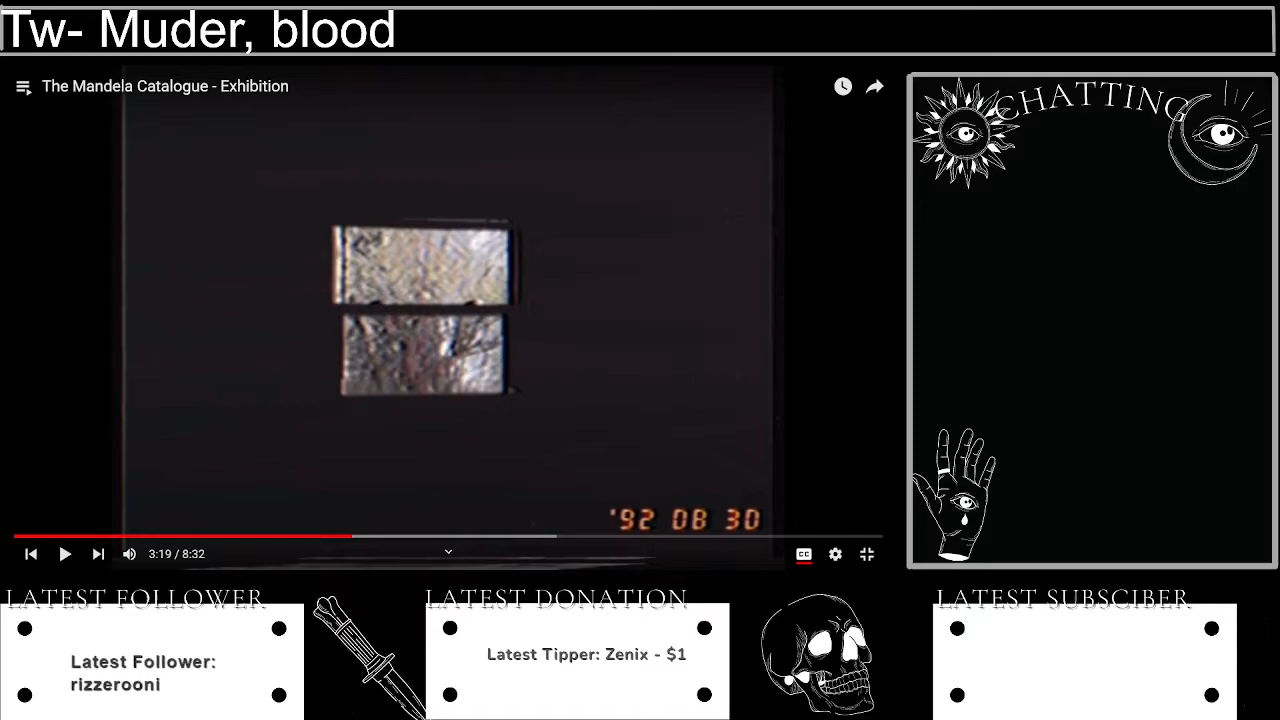 Tw- Muder, blood
The Mandela Catalogue - Exhibition
CHATTING
'92 08 30
3:19 / 8:32
CC
LATEST FOLLOWER
LATEST DONATION
LATEST SUBSCIBER
Latest Follower:
rizzerooni
Latest Tipper: Zenix - $1